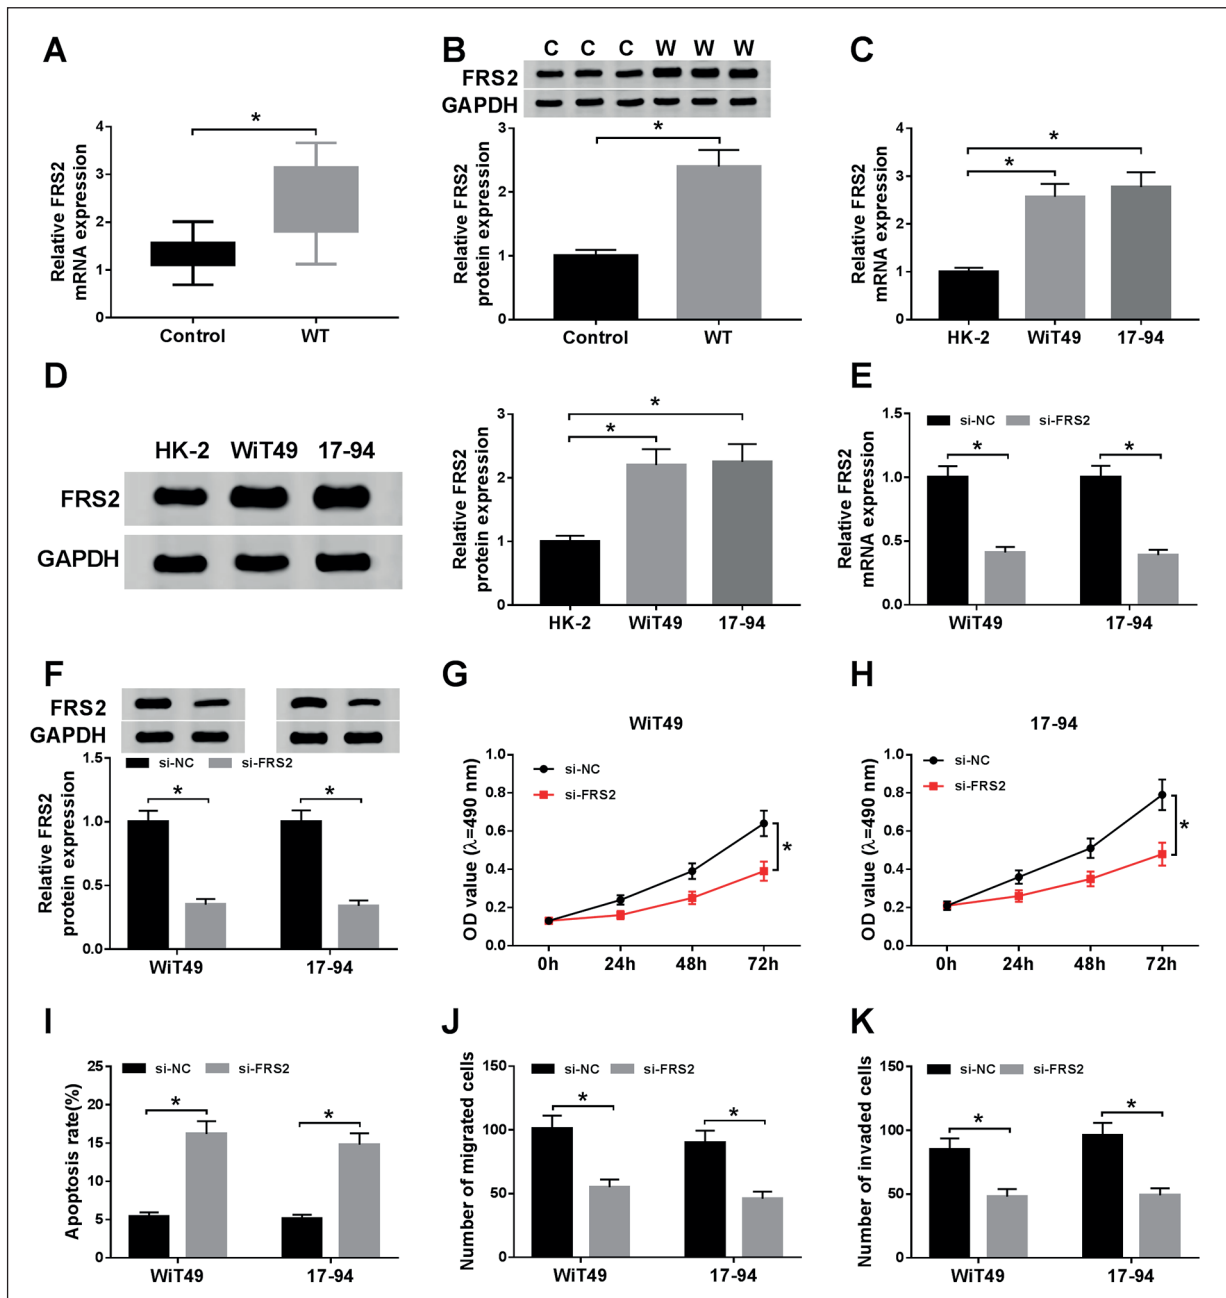 A
Relative FRS2
mRNA expression
4
3
2
1
0
*
Control
WT
B
C C C W W W
FRS2
GAPDH
Relative FRS2
protein expression
3
2
1
0
*
Control
WT
C
Relative FRS2
mRNA expression
4
3
2
1
0
*
*
HK-2
WiT49
17-94
D
HK-2 WiT49 17-94
FRS2
GAPDH
Relative FRS2
protein expression
3
2
1
0
*
*
HK-2
WiT49
17-94
E
Relative FRS2
mRNA expression
1.5
1.0
0.5
0.0
si-NC
si-FRS2
*
*
WiT49
17-94
F
FRS2
GAPDH
Relative FRS2
protein expression
1.5
1.0
0.5
0.0
si-NC
si-FRS2
*
*
WiT49
17-94
G
WiT49
OD value (λ=490 nm)
1.0
0.8
0.6
0.4
0.2
0.0
si-NC
si-FRS2
*
0h
24h
48h
72h
H
17-94
OD value (λ=490 nm)
1.0
0.8
0.6
0.4
0.2
0.0
si-NC
si-FRS2
*
0h
24h
48h
72h
I
Apoptosis rate(%)
25
20
15
10
5
0
si-NC
si-FRS2
*
*
WiT49
17-94
J
Number of migrated cells
150
100
50
0
si-NC
si-FRS2
*
*
WiT49
17-94
K
Number of invaded cells
150
100
50
0
si-NC
si-FRS2
*
*
WiT49
17-94